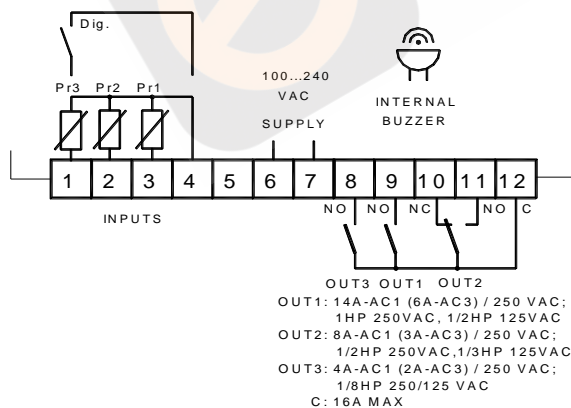 Dig.
Pr3 Pr2 Pr1
100...240
VAC
SUPPLY
INTERNAL
BUZZER
1 2 3 4 5 6 7 8 9 10 11 12
INPUTS
NO NO NC NO C
OUT3 OUT1 OUT2
OUT1: 14A-AC1 (6A-AC3) / 250 VAC;
1HP 250VAC, 1/2HP 125VAC
OUT2: 8A-AC1 (3A-AC3) / 250 VAC;
1/2HP 250VAC,1/3HP 125VAC
OUT3: 4A-AC1 (2A-AC3) / 250 VAC;
1/8HP 250/125 VAC
C: 16A MAX